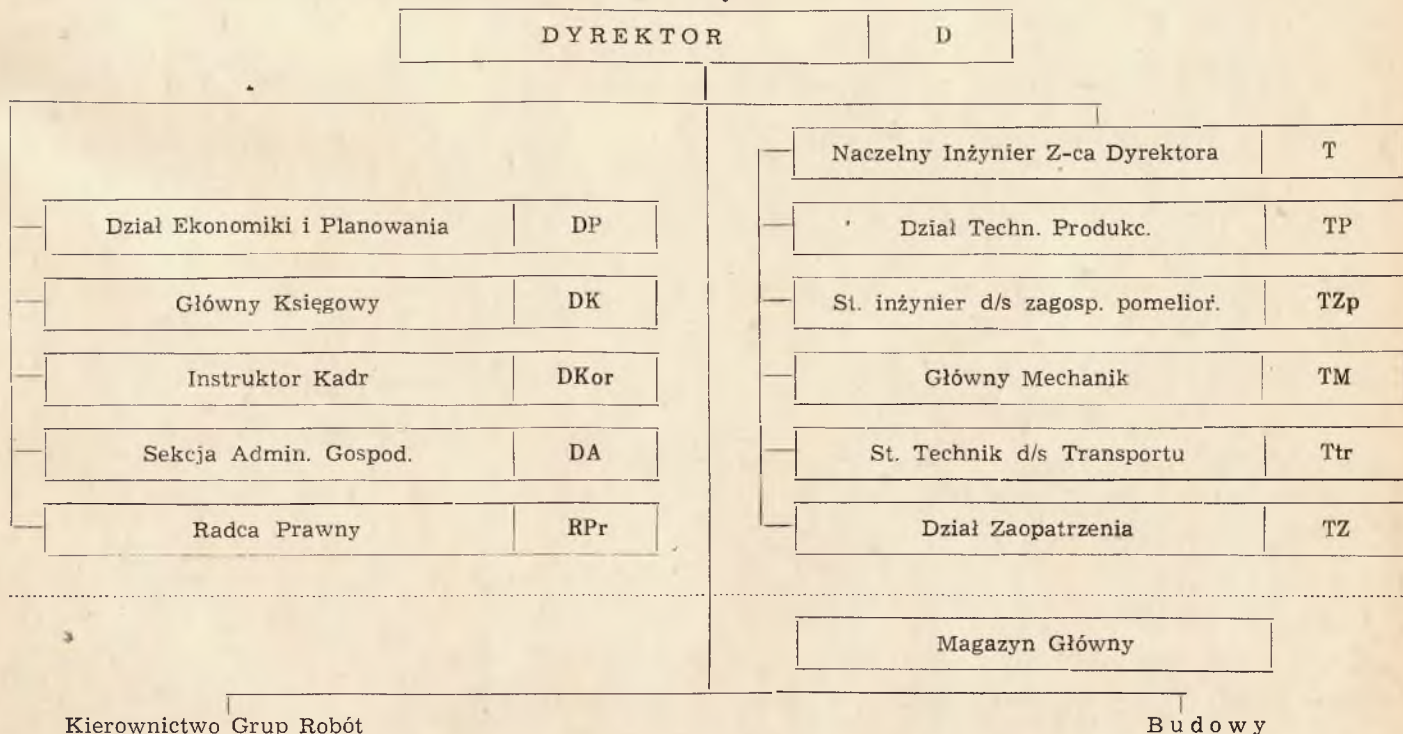 DYREKTOR D
Naczelny Inżynier Z-ca Dyrektora T
Dział Ekonomiki i Planowania DP
Dział Techn. Produkc. TP
Główny Księgowy DK
St. inżynier d/s zagosp. pomelior. TZp
Instruktor Kadr DKor
Główny Mechanik TM
Sekcja Admin. Gospod. DA
St. Technik d/s Transportu Ttr
Radca Prawny RPr
Dział Zaopatrzenia TZ
Magazyn Główny
Kierownictwo Grup Robót
Budowy